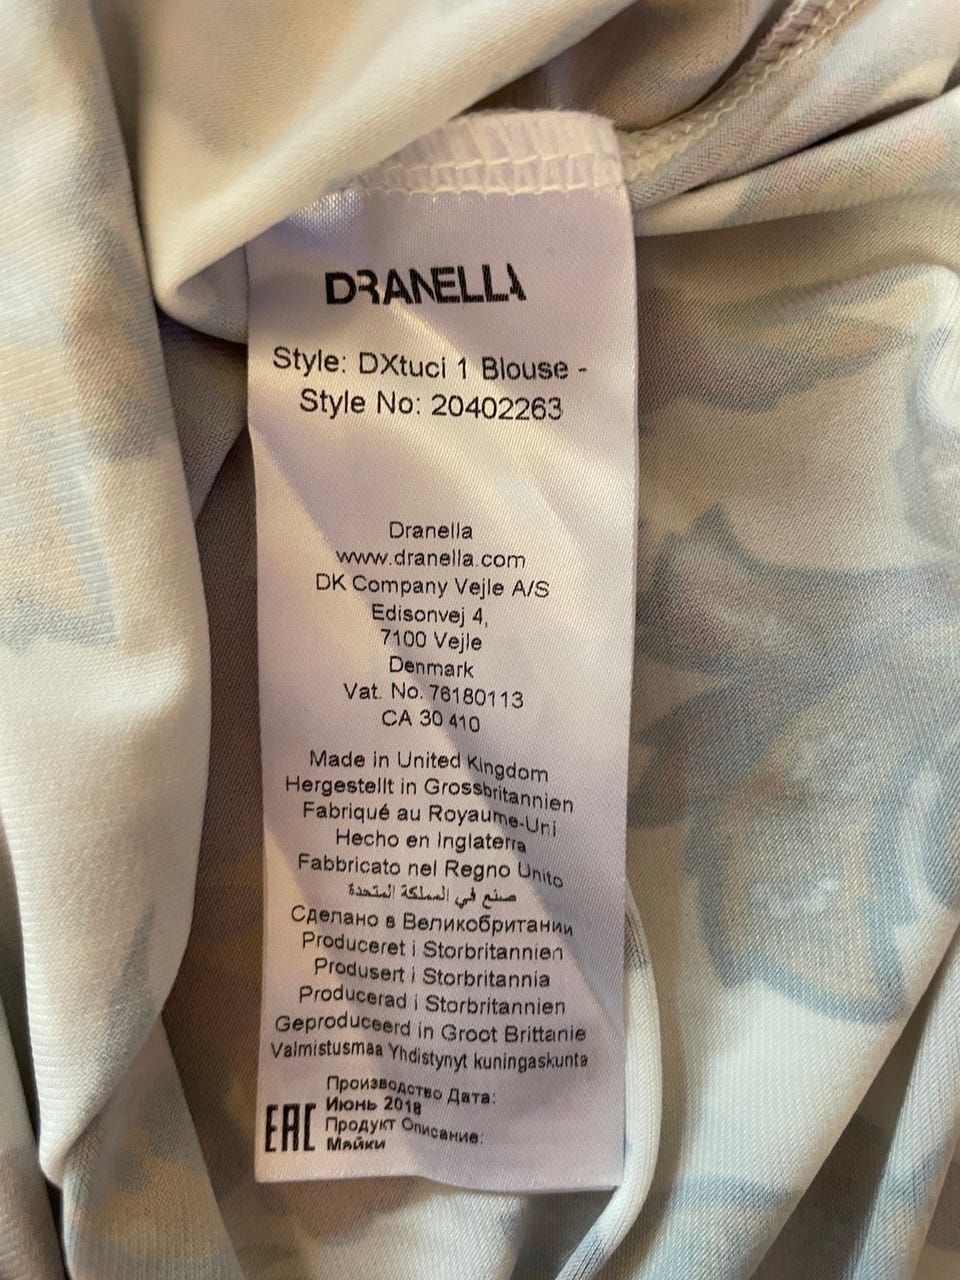 DRANELLA
Style: DXtuci 1 Blouse -
Style No: 20402263
Dranella
www.dranella.com
DK Company Vejle A/S
Edisonvej 4,
7100 Vejle
Denmark
Vat. No. 76180113
CA 30 410
Made in United Kingdom
Hergestellt in Grossbritannien
Fabriqué au Royaume-Uni
Hecho en Inglaterra
Fabbricato nel Regno Unito
صنع في المملكة المتحدة
Сделано в Великобритании
Produceret i Storbritannien
Produsert i Storbritannia
Producerad i Storbritannien
Geproduceerd in Groot Brittanie
Valmistusmaa Yhdistynyt kuningaskunta
Производство Дата:
Июнь 2018
Продукт Описание:
Майки
EAC